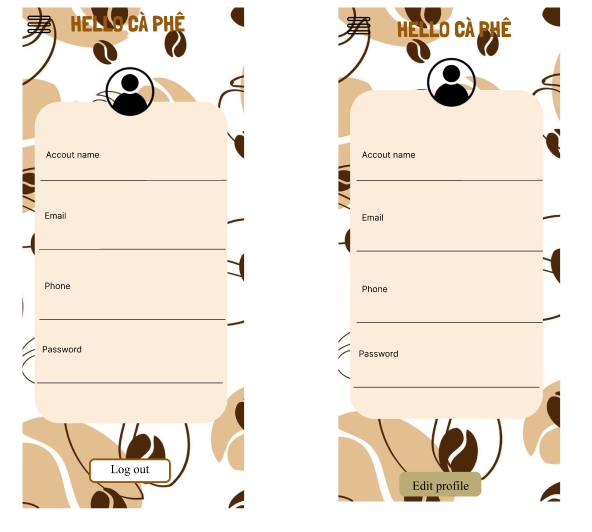 HELLO CÀ PHÊ
Accout name
Email
Phone
Password
Log out
HELLO CÀ PHÊ
Accout name
Email
Phone
Password
Edit profile